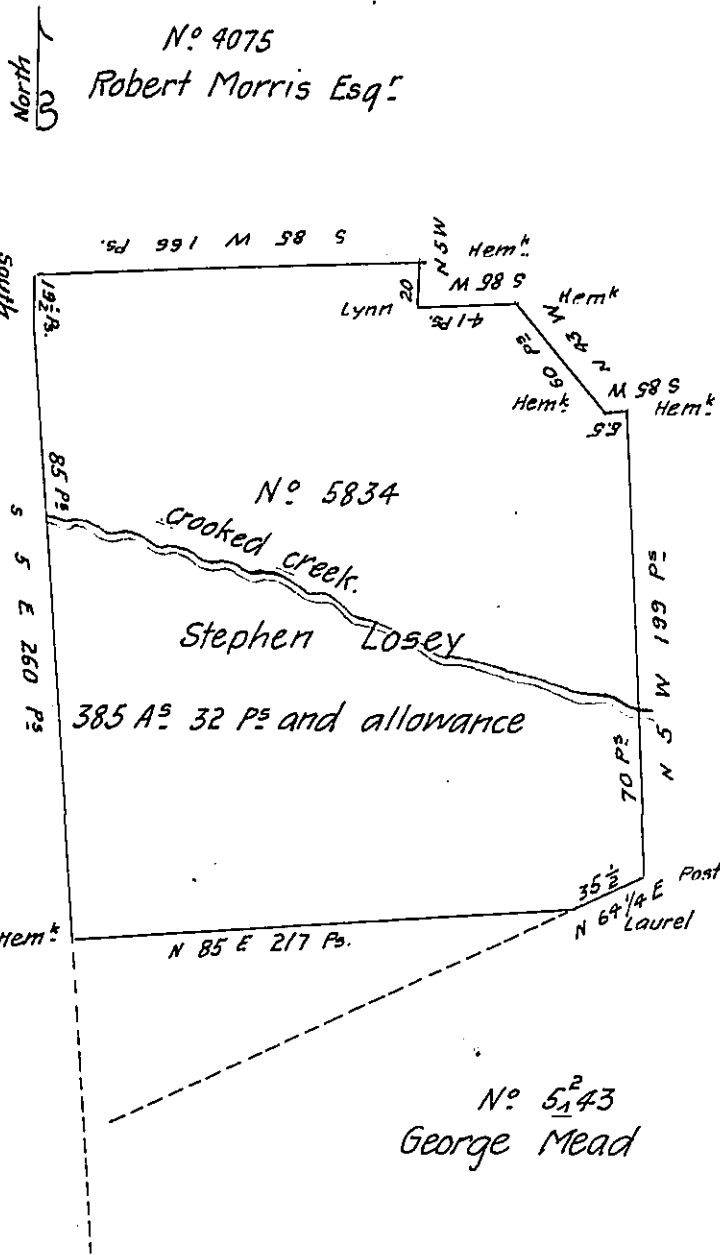 North
Nº 4075
Robert Morris Esqr
S 85 W 166 Ps.
N 5 W
20
Hemk
S 86 W
41 Ps.
Lynn
Hemk
N 43 W
60 Ps
Hemk
S 85 W
5.5
Hemk
South
19½ Ps.
85 Ps
S 5 E 260 Ps
Nº 5834
crooked creek.
Stephen Losey
385 As 32 Ps and allowance
N 5 W 199 Ps
70 Ps
35½
N 64¼ E
Post
Laurel
Hemk
N 85 E 217 Ps.
Nº 5243
George Mead